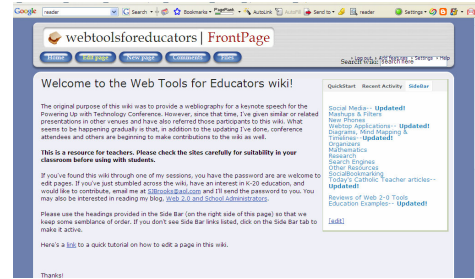 Google reader Search Bookmarks PageRank AutoLink AutoFill Send to reader Settings
webtoolsforeducators | FrontPage
Home Edit page New page Comments Files
Log out Add features Settings Help
Search wiki: search here
Welcome to the Web Tools for Educators wiki!
QuickStart Recent Activity SideBar
The original purpose of this wiki was to provide a webliography for a keynote speech for the
Powering Up with Technology Conference. However, since that time, I've given similar or related
presentations in other venues and have also referred those participants to this wiki. What
seems to be happening gradually is that, in addition to the updating I've done, conference
attendees and others are beginning to make contributions to the wiki as well.
This is a resource for teachers. Please check the sites carefully for suitability in your
classroom before using with students.
If you've found this wiki through one of my sessions, you have the password are are welcome to
edit pages. If you've just stumbled across the wiki, have an interest in K-20 education, and
would like to contribute, email me at SJBrooks@aol.com and I'll send the password to you. You
may also be interested in reading my blog, Web 2.0 and School Administrators.
Please use the headings provided in the Side Bar (on the right side of this page) so that we
keep some semblance of order. If you don't see Side Bar links listed, click on the Side Bar tab to
make it active.
Here's a link to a quick tutorial on how to edit a page in this wiki.
Thanks!
Social Media-- Updated!
Mashups & Filters
New Phones
Webtop Applications-- Updated!
Diagrams, Mind Mapping &
Timelines--Updated!
Organizers
Mathematics
Research
Search Engines
Other Resources
SocialBookmarking
Today's Catholic Teacher articles--
Updated!
Reviews of Web 2-0 Tools
Education Examples-- Updated!
[edit]